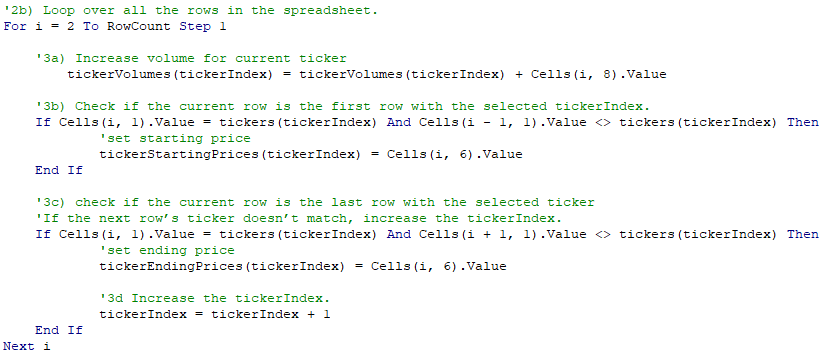 '2b) Loop over all the rows in the spreadsheet.
For i = 2 To RowCount Step 1
'3a) Increase volume for current ticker
tickerVolumes(tickerIndex) = tickerVolumes(tickerIndex) + Cells(i, 8).Value
'3b) Check if the current row is the first row with the selected tickerIndex.
If Cells(i, 1).Value = tickers(tickerIndex) And Cells(i - 1, 1).Value <> tickers(tickerIndex) Then
'set starting price
tickerStartingPrices(tickerIndex) = Cells(i, 6).Value
End If
'3c) check if the current row is the last row with the selected ticker
'If the next row’s ticker doesn’t match, increase the tickerIndex.
If Cells(i, 1).Value = tickers(tickerIndex) And Cells(i + 1, 1).Value <> tickers(tickerIndex) Then
'set ending price
tickerEndingPrices(tickerIndex) = Cells(i, 6).Value
'3d Increase the tickerIndex.
tickerIndex = tickerIndex + 1
End If
Next i